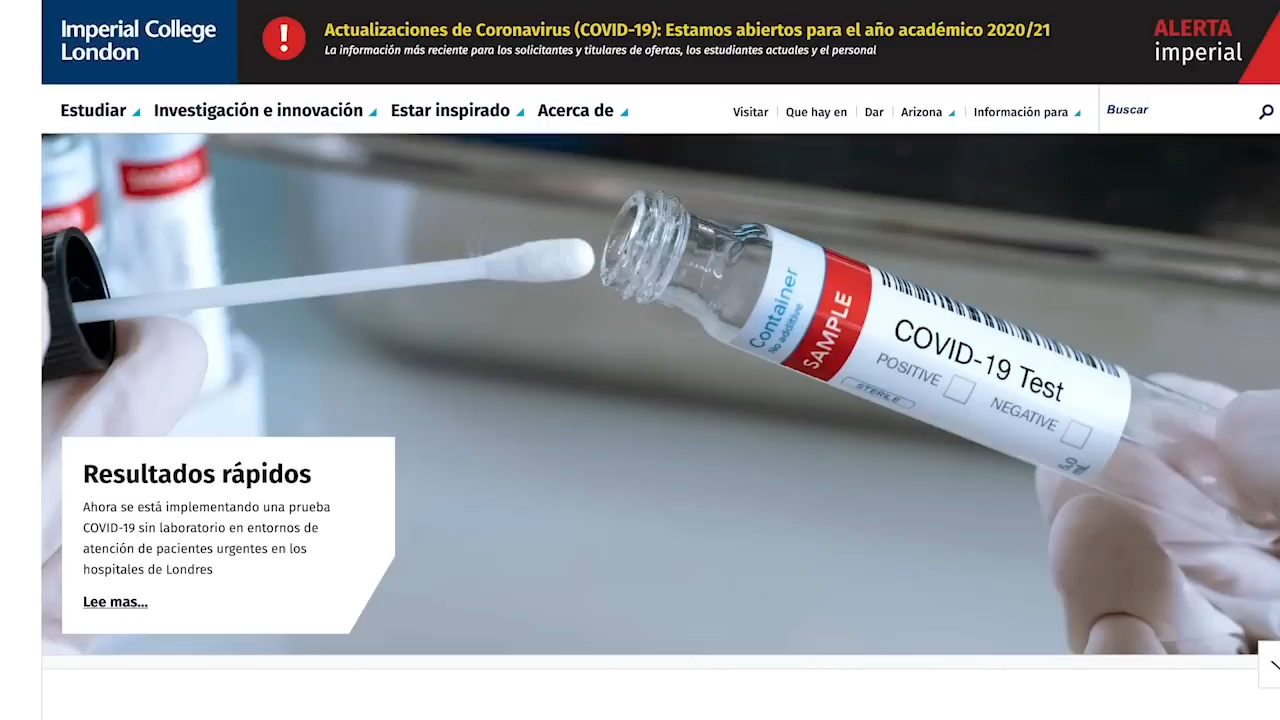 Imperial College
London
Actualizaciones de Coronavirus (COVID-19): Estamos abiertos para el año académico 2020/21
La información más reciente para los solicitantes y titulares de ofertas, los estudiantes actuales y el personal
ALERTA
imperial
Estudiar
Investigación e innovación
Estar inspirado
Acerca de
Visitar
Que hay en
Dar
Arizona
Información para
Buscar
Container
No additive
SAMPLE
COVID-19 Test
POSITIVE
NEGATIVE
STERILE
5.0
mL
Resultados rápidos
Ahora se está implementando una prueba
COVID-19 sin laboratorio en entornos de
atención de pacientes urgentes en los
hospitales de Londres
Lee mas...